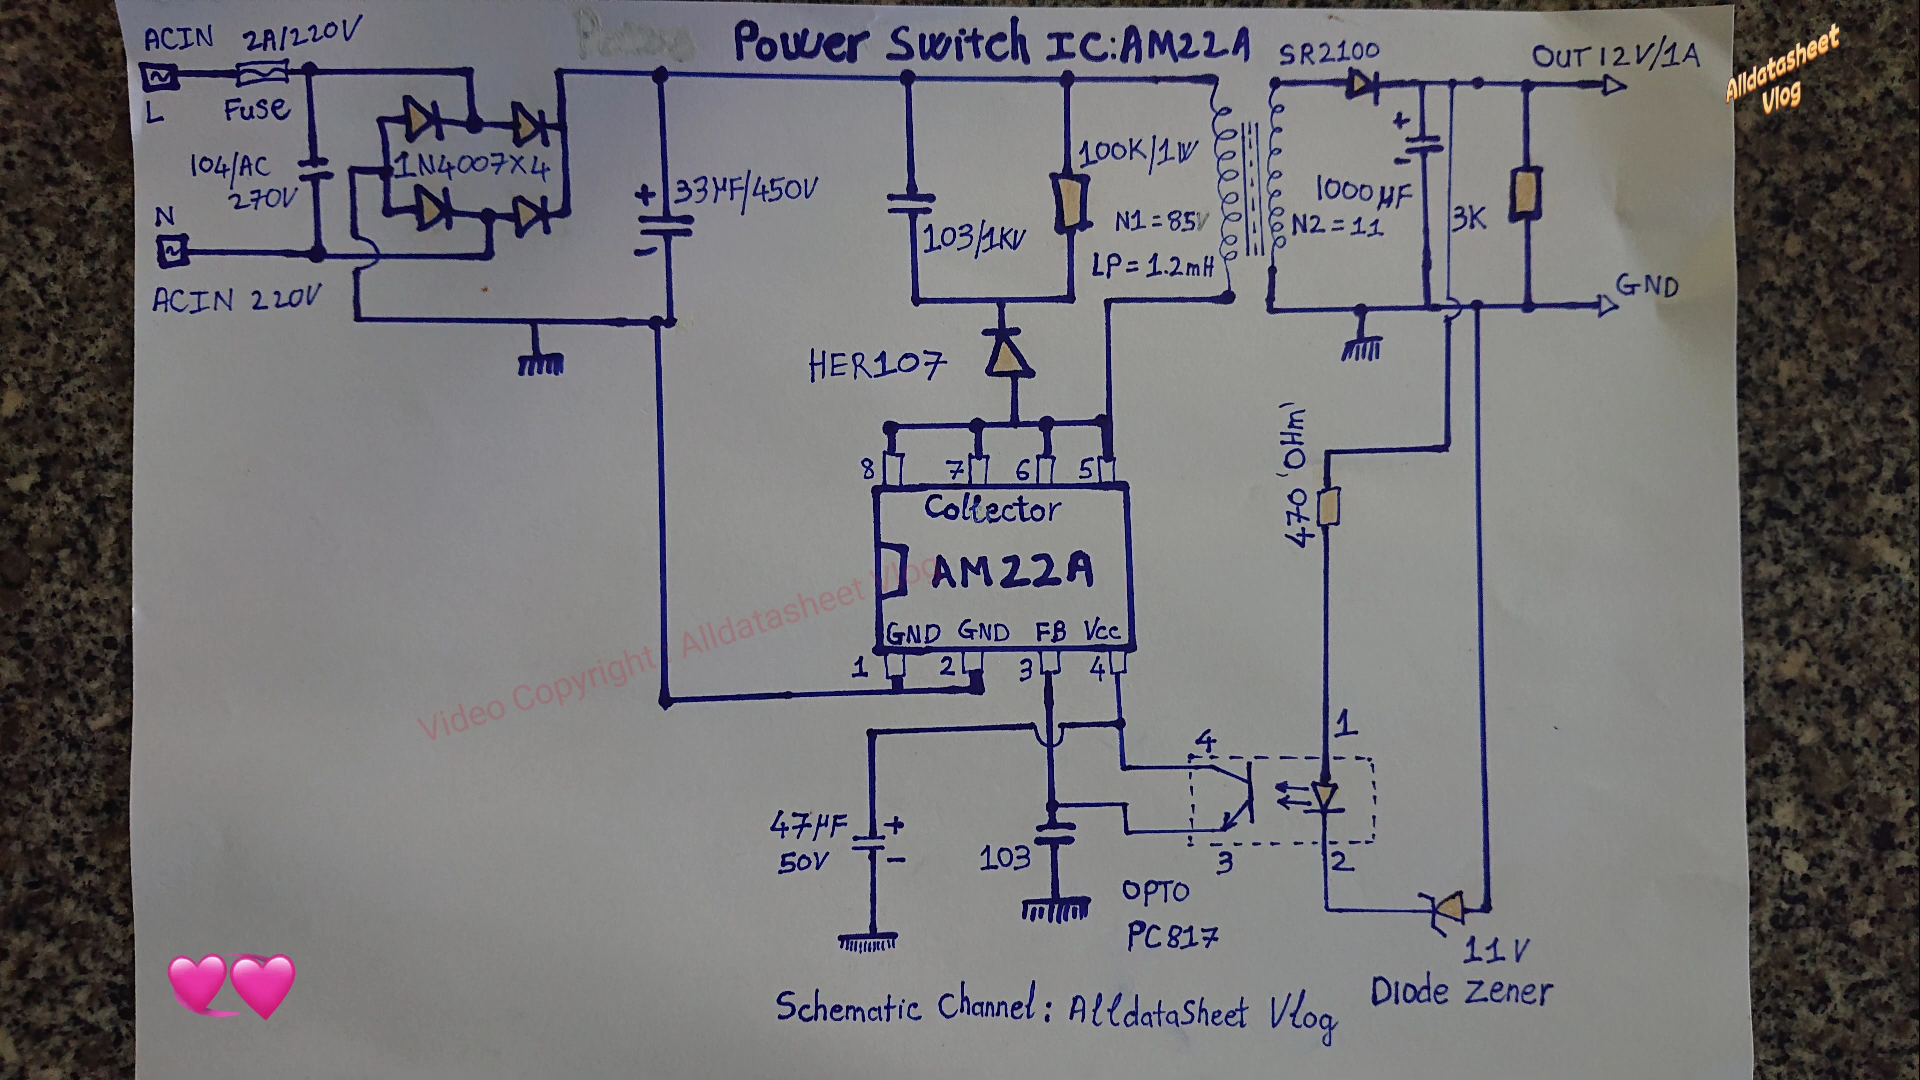 ACIN 2A/220V
L
Fuse
104/AC
270V
N
ACIN 220V
1N4007X4
Power Switch IC:AM22A
33µF/450V
+
-
103/1KV
100K/1W
N1=85V
LP=1.2mH
SR2100
N2=11
+
-
1000µF
3K
OUT 12V/1A
GND
Alldatasheet
Vlog
HER107
8 7 6 5
Collector
AM22A
GND GND FB Vcc
1 2 3 4
470 'OHm'
Video Copyright: Alldatasheet Vlog
47µF
50V
+
-
103
4
3
1
2
OPTO
PC817
11V
Diode Zener
Schematic Channel: AlldataSheet Vlog